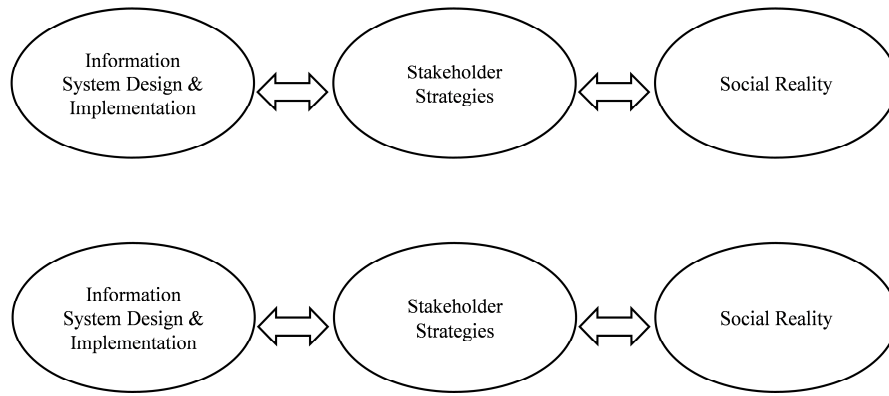 Information
System Design &
Implementation
Stakeholder
Strategies
Social Reality
Information
System Design &
Implementation
Stakeholder
Strategies
Social Reality